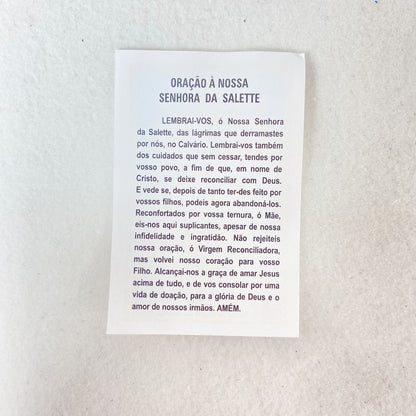 ORAÇÃO À NOSSA
SENHORA DA SALETTE
LEMBRAI-VOS, ó Nossa Senhora
da Salette, das lágrimas que derramastes
por nós, no Calvário. Lembrai-vos também
dos cuidados que sem cessar, tendes por
vosso povo, a fim de que, em nome de
Cristo, se deixe reconciliar com Deus.
E vede se, depois de tanto ter-des feito por
vossos filhos, podeis agora abandoná-los.
Reconfortados por vossa ternura, ó Mãe,
eis-nos aqui suplicantes, apesar de nossa
infidelidade e ingratidão. Não rejeiteis
nossa oração, ó Virgem Reconciliadora,
mas volvei nosso coração para vosso
Filho. Alcançai-nos a graça de amar Jesus
acima de tudo, e de vos consolar por uma
vida de doação, para a glória de Deus e o
amor de nossos irmãos. AMÉM.